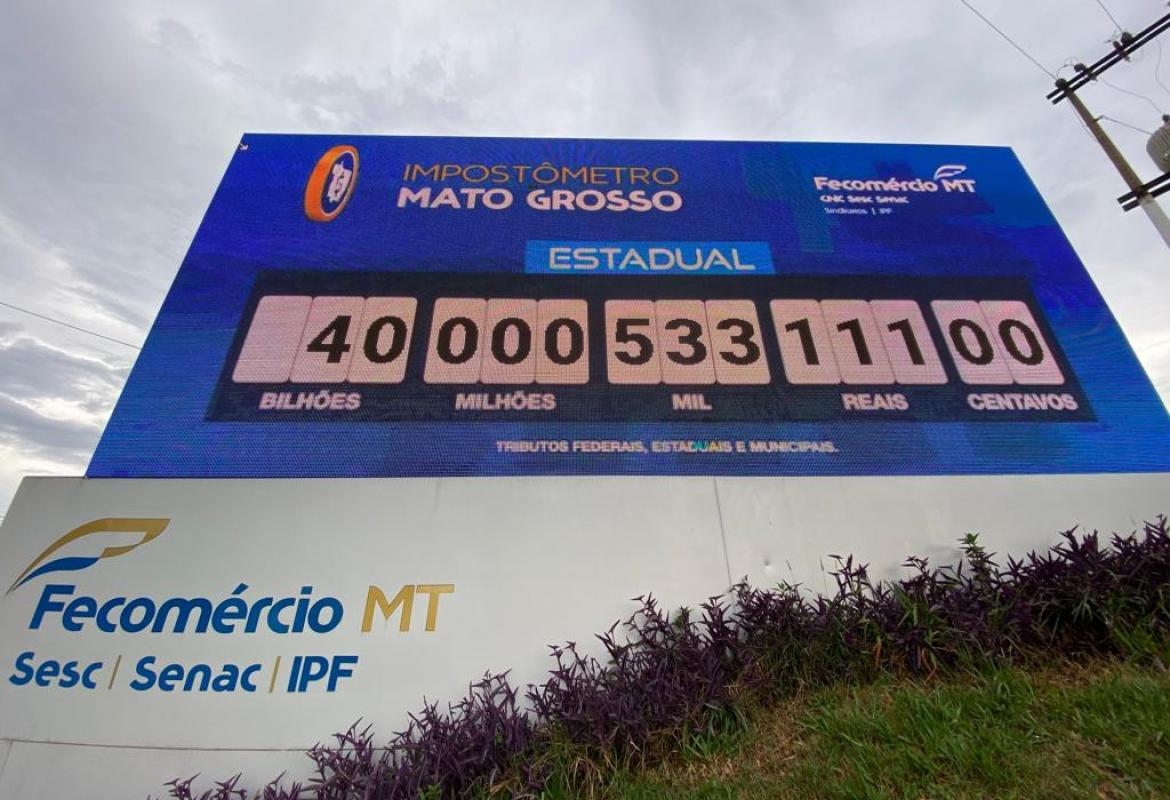 IMPOSTÔMETRO
MATO GROSSO
Fecomércio MT
CNC Sesc Senac
Sindicatos | IPF
ESTADUAL
40 000 533 111 00
BILHÕES MILHÕES MIL REAIS CENTAVOS
TRIBUTOS FEDERAIS, ESTADUAIS E MUNICIPAIS.
Fecomércio MT
Sesc | Senac | IPF